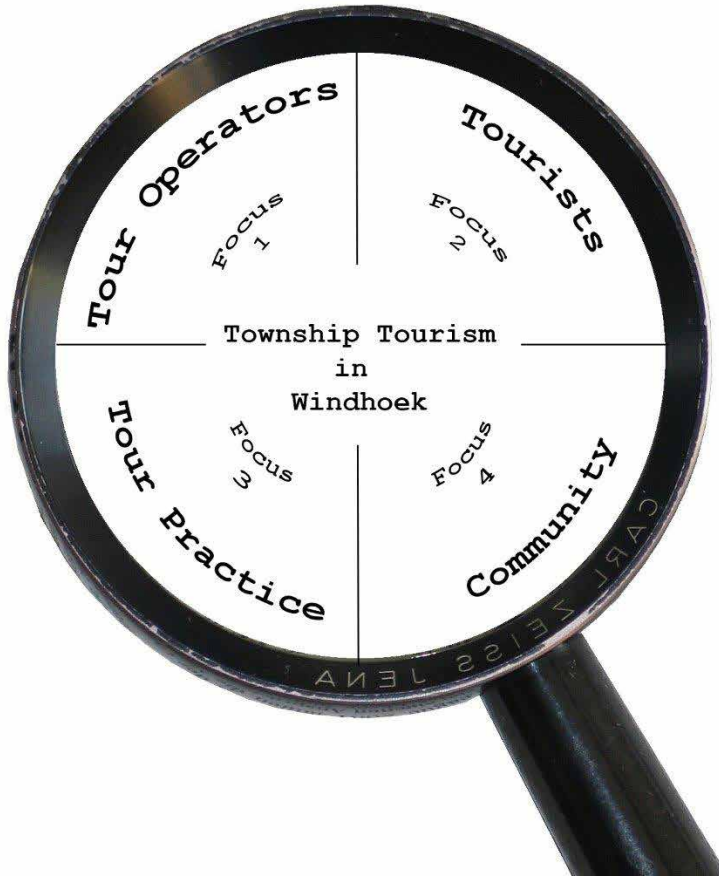 Tour Operators
Focus
1
Tourists
Focus
2
Township Tourism
in
Windhoek
Focus
3
Tour Practice
Focus
4
Community
CARL ZEISS JENA